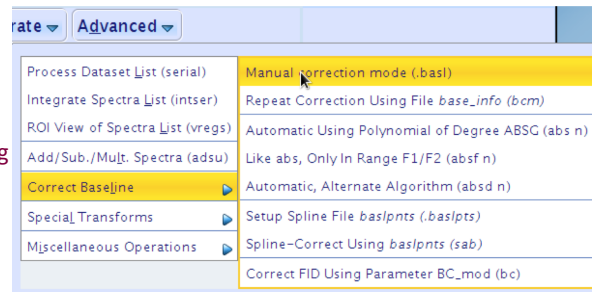 rate Advanced
Process Dataset List (serial)
Integrate Spectra List (intser)
ROI View of Spectra List (vregs)
g
Add/Sub./Mult. Spectra (adsu)
Correct Baseline
Special Transforms
Miscellaneous Operations
Manual correction mode (.basl)
Repeat Correction Using File base_info (bcm)
Automatic Using Polynomial of Degree ABSG (abs n)
Like abs, Only In Range F1/F2 (absf n)
Automatic, Alternate Algorithm (absd n)
Setup Spline File baslpnts (.baslpts)
Spline-Correct Using baslpnts (sab)
Correct FID Using Parameter BC_mod (bc)